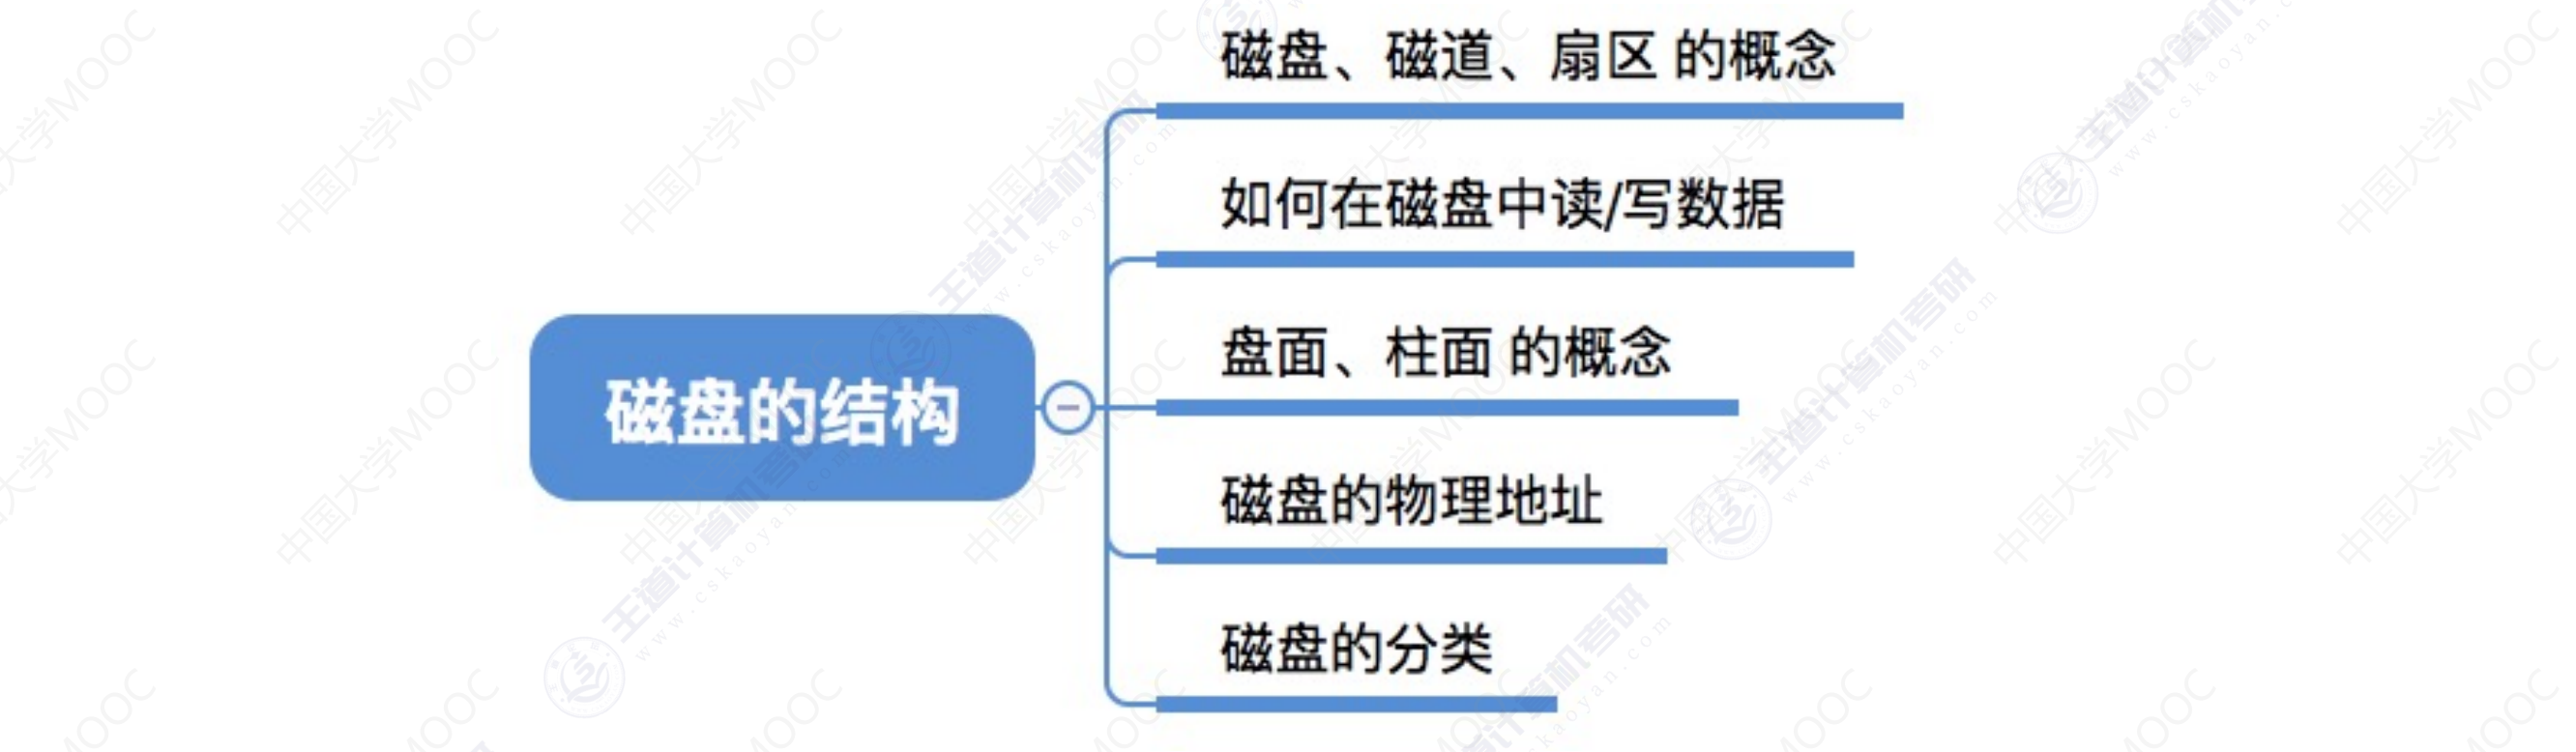 磁盘、磁道、扇区 的概念
如何在磁盘中读/写数据
盘面、柱面 的概念
磁盘的结构
磁盘的物理地址
磁盘的分类
中国大学MOOC
王道计算机考研
www.cskaoyan.com